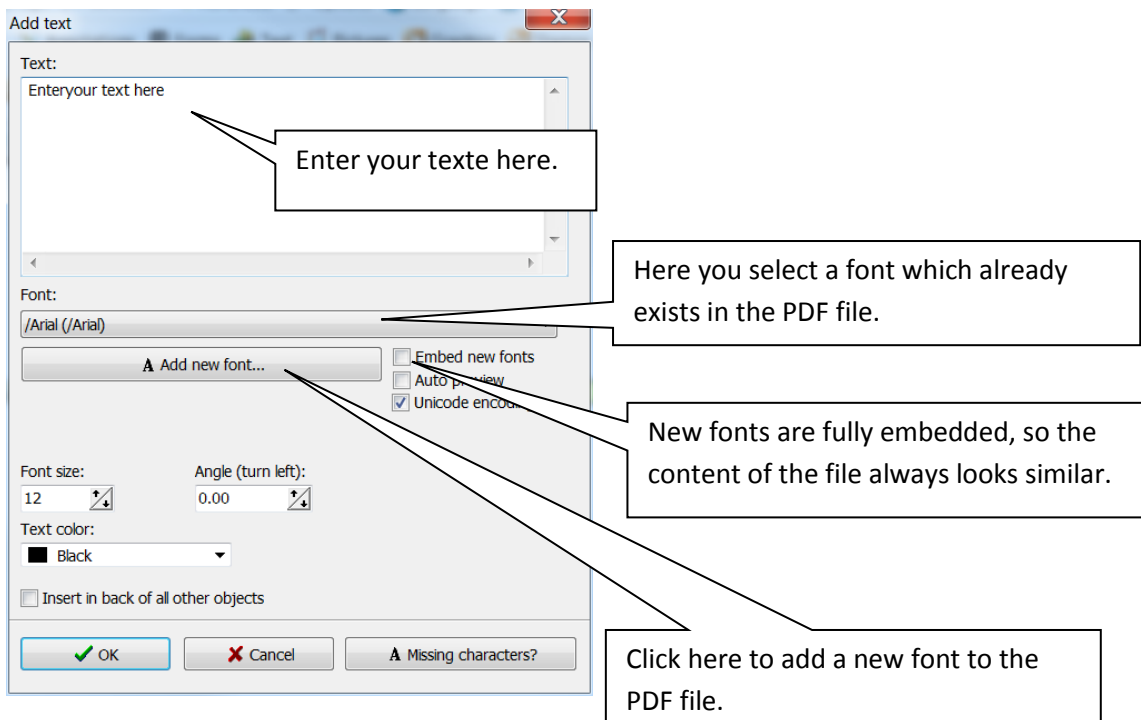 Add text
Text:
Enteryour text here
Enter your texte here.
Here you select a font which already
exists in the PDF file.
Font:
/Arial (/Arial)
A Add new font...
Embed new fonts
Auto preview
Unicode encoding
New fonts are fully embedded, so the
content of the file always looks similar.
Font size:
Angle (turn left):
12
0.00
Text color:
Black
Insert in back of all other objects
OK
Cancel
A Missing characters?
Click here to add a new font to the
PDF file.